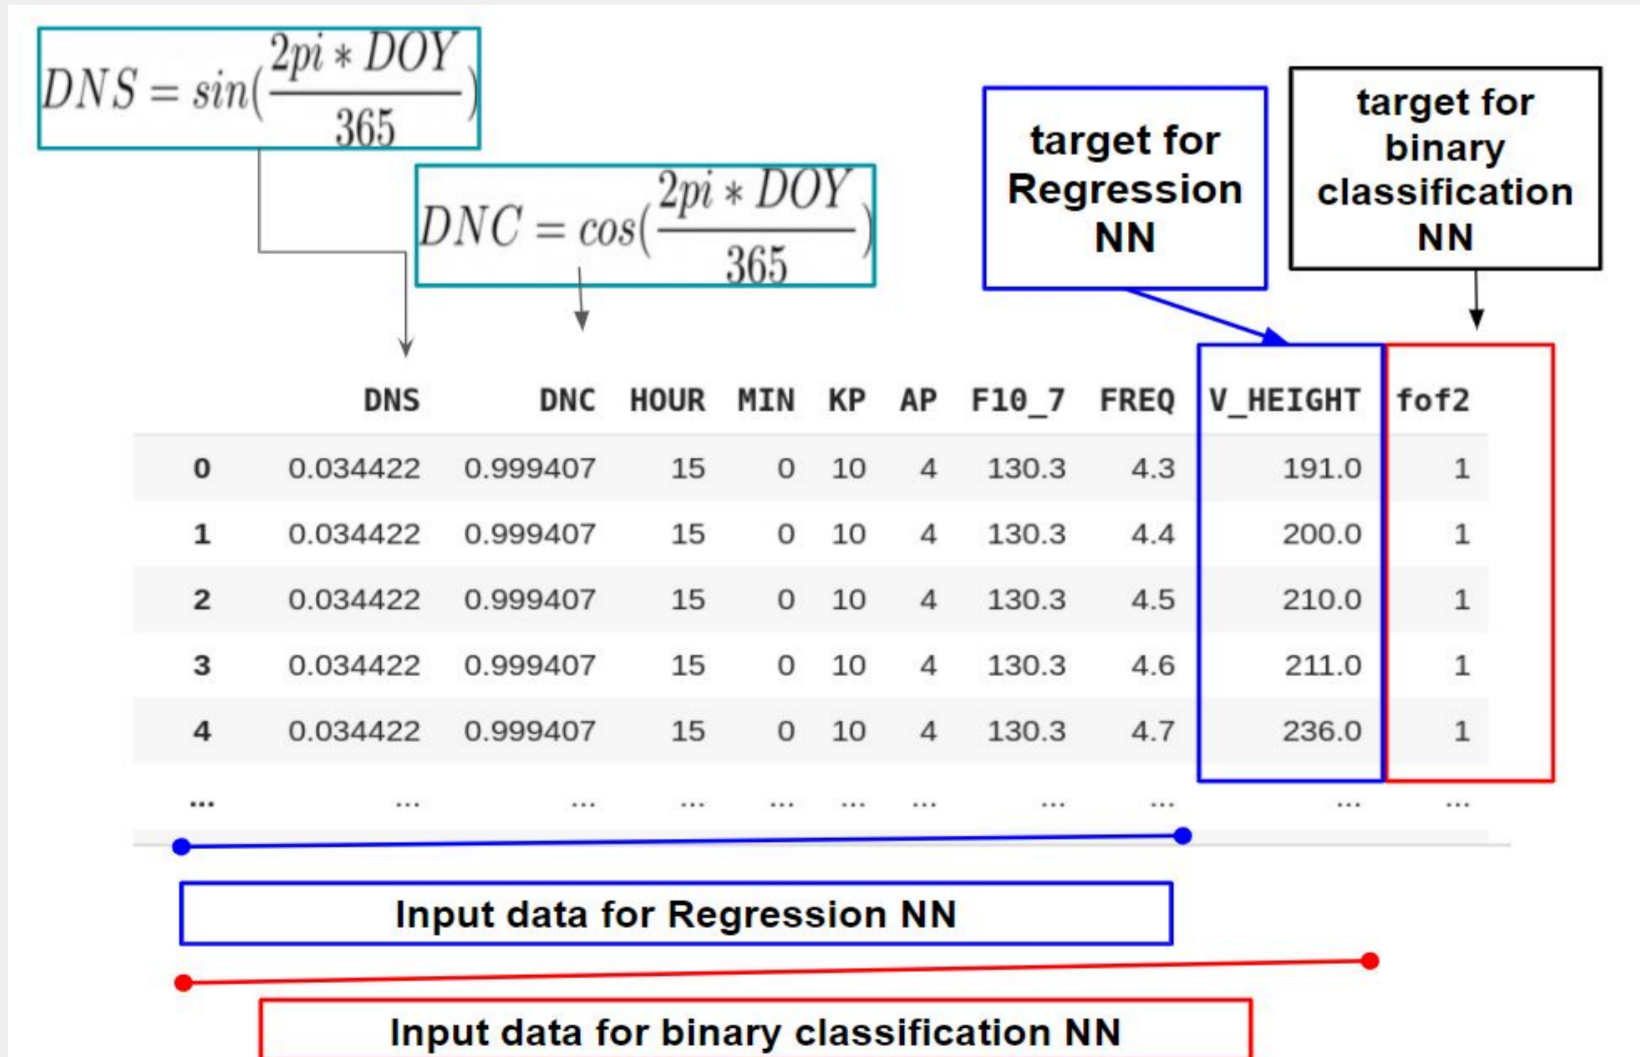 DNS = sin(2pi * DOY / 365)
DNC = cos(2pi * DOY / 365)
target for
Regression
NN
target for
binary
classification
NN
DNS DNC HOUR MIN KP AP F10_7 FREQ V_HEIGHT fof2
0 0.034422 0.999407 15 0 10 4 130.3 4.3 191.0 1
1 0.034422 0.999407 15 0 10 4 130.3 4.4 200.0 1
2 0.034422 0.999407 15 0 10 4 130.3 4.5 210.0 1
3 0.034422 0.999407 15 0 10 4 130.3 4.6 211.0 1
4 0.034422 0.999407 15 0 10 4 130.3 4.7 236.0 1
... ... ... ... ... ... ... ... ... ... ...
Input data for Regression NN
Input data for binary classification NN